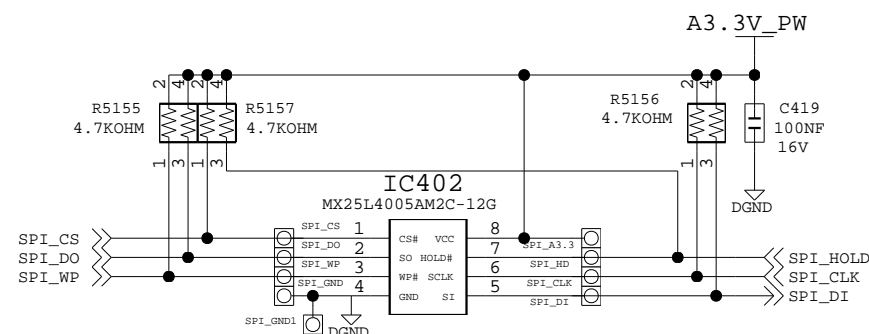 A3.3V_PW
2 4 2 4
2 4
R5155
4.7KOHM
R5157
4.7KOHM
R5156
4.7KOHM
C419
100NF
16V
1 3 1 3
1 3
DGND
IC402
MX25L4005AM2C-12G
SPI_CS
SPI_DO
SPI_WP
SPI_CS
SPI_DO
SPI_WP
SPI_GND
1
2
3
4
CS# VCC
SO HOLD#
WP# SCLK
GND SI
8
7
6
5
SPI_A3.3
SPI_HD
SPI_CLK
SPI_DI
SPI_HOLD
SPI_CLK
SPI_DI
SPI_GND1
DGND